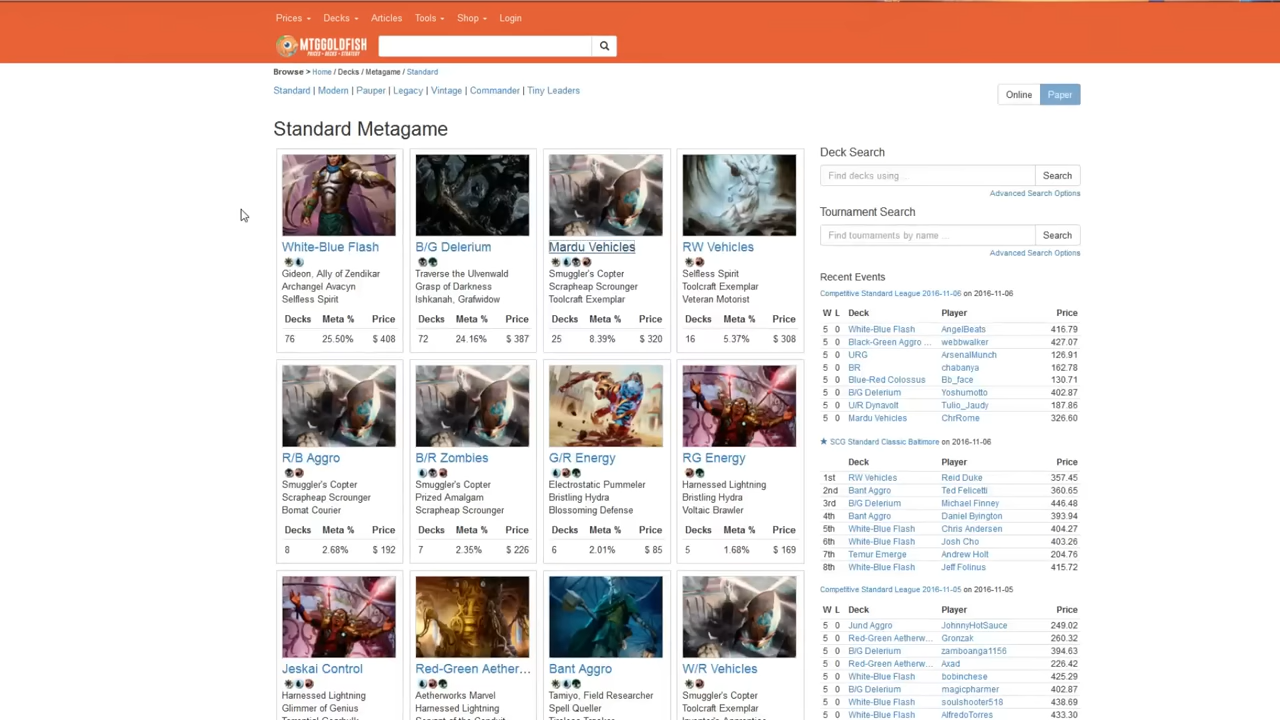 Prices Decks Articles Tools Shop Login
MTGGOLDFISH
PRICES • DECKS • STRATEGY
Browse > Home / Decks / Metagame / Standard
Standard | Modern | Pauper | Legacy | Vintage | Commander | Tiny Leaders
Online Paper
Standard Metagame
White-Blue Flash
Gideon, Ally of Zendikar
Archangel Avacyn
Selfless Spirit
Decks Meta % Price
76 25.50% $ 408
B/G Delerium
Traverse the Ulvenwald
Grasp of Darkness
Ishkanah, Grafwidow
Decks Meta % Price
72 24.16% $ 387
Mardu Vehicles
Smuggler's Copter
Scrapheap Scrounger
Toolcraft Exemplar
Decks Meta % Price
25 8.39% $ 320
RW Vehicles
Selfless Spirit
Toolcraft Exemplar
Veteran Motorist
Decks Meta % Price
16 5.37% $ 308
R/B Aggro
Smuggler's Copter
Scrapheap Scrounger
Bomat Courier
Decks Meta % Price
8 2.68% $ 192
B/R Zombies
Smuggler's Copter
Prized Amalgam
Scrapheap Scrounger
Decks Meta % Price
7 2.35% $ 226
G/R Energy
Electrostatic Pummeler
Bristling Hydra
Blossoming Defense
Decks Meta % Price
6 2.01% $ 85
RG Energy
Harnessed Lightning
Bristling Hydra
Voltaic Brawler
Decks Meta % Price
5 1.68% $ 169
Jeskai Control
Harnessed Lightning
Glimmer of Genius
Red-Green Aether...
Aetherworks Marvel
Harnessed Lightning
Bant Aggro
Tamiyo, Field Researcher
Spell Queller
W/R Vehicles
Smuggler's Copter
Toolcraft Exemplar
Deck Search
Find decks using ... Search
Advanced Search Options
Tournament Search
Find tournaments by name ... Search
Advanced Search Options
Recent Events
Competitive Standard League 2016-11-06 on 2016-11-06
W L Deck Player Price
5 0 White-Blue Flash AngelBeats 416.79
5 0 Black-Green Aggro ... webbwalker 427.07
5 0 URG ArsenalMunch 126.91
5 0 BR chabanya 162.78
5 0 Blue-Red Colossus Bb_face 130.71
5 0 B/G Delerium Yoshumotto 402.87
5 0 U/R Dynavolt Tulio_Jaudy 187.86
5 0 Mardu Vehicles ChrRome 326.60
SCG Standard Classic Baltimore on 2016-11-06
Deck Player Price
1st RW Vehicles Reid Duke 357.45
2nd Bant Aggro Ted Felicetti 360.65
3rd B/G Delerium Michael Finney 446.48
4th Bant Aggro Daniel Byington 393.94
5th White-Blue Flash Chris Andersen 404.27
6th White-Blue Flash Josh Cho 403.26
7th Temur Emerge Andrew Holt 204.76
8th White-Blue Flash Jeff Folinus 415.72
Competitive Standard League 2016-11-05 on 2016-11-05
W L Deck Player Price
5 0 Jund Aggro JohnnyHotSauce 249.02
5 0 Red-Green Aetherw... Gronzak 260.32
5 0 B/G Delerium zamboanga1156 394.63
5 0 Red-Green Aetherw... Axad 226.42
5 0 White-Blue Flash bobinchese 425.29
5 0 B/G Delerium magicpharmer 402.87
5 0 White-Blue Flash soulshooter518 438.69
5 0 White-Blue Flash AlfredoTorres 433.30